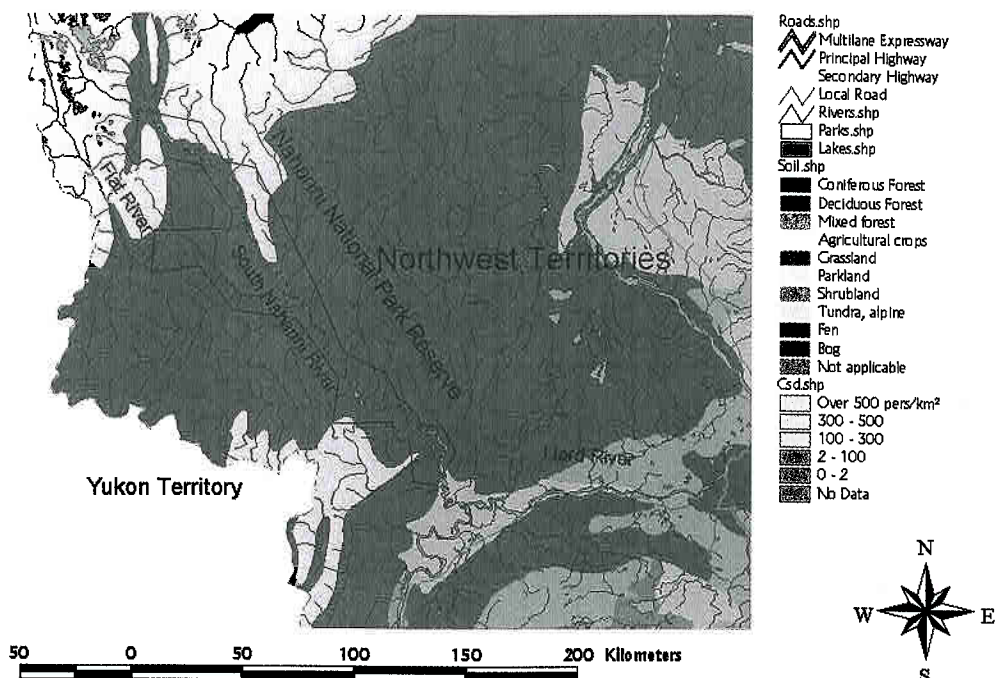 Flat River
Nahanni National Park Reserve
South Nahanni River
Northwest Territories
Liard River
Yukon Territory
Roads.shp
Multilane Expressway
Principal Highway
Secondary Highway
Local Road
Rivers.shp
Parks.shp
Lakes.shp
Soil.shp
Coniferous Forest
Deciduous Forest
Mixed forest
Agricultural crops
Grassland
Parkland
Shrubland
Tundra, alpine
Fen
Bog
Not applicable
Csd.shp
Over 500 pers/km²
300 - 500
100 - 300
2 - 100
0 - 2
No Data
N
W E
S
50 0 50 100 150 200 Kilometers